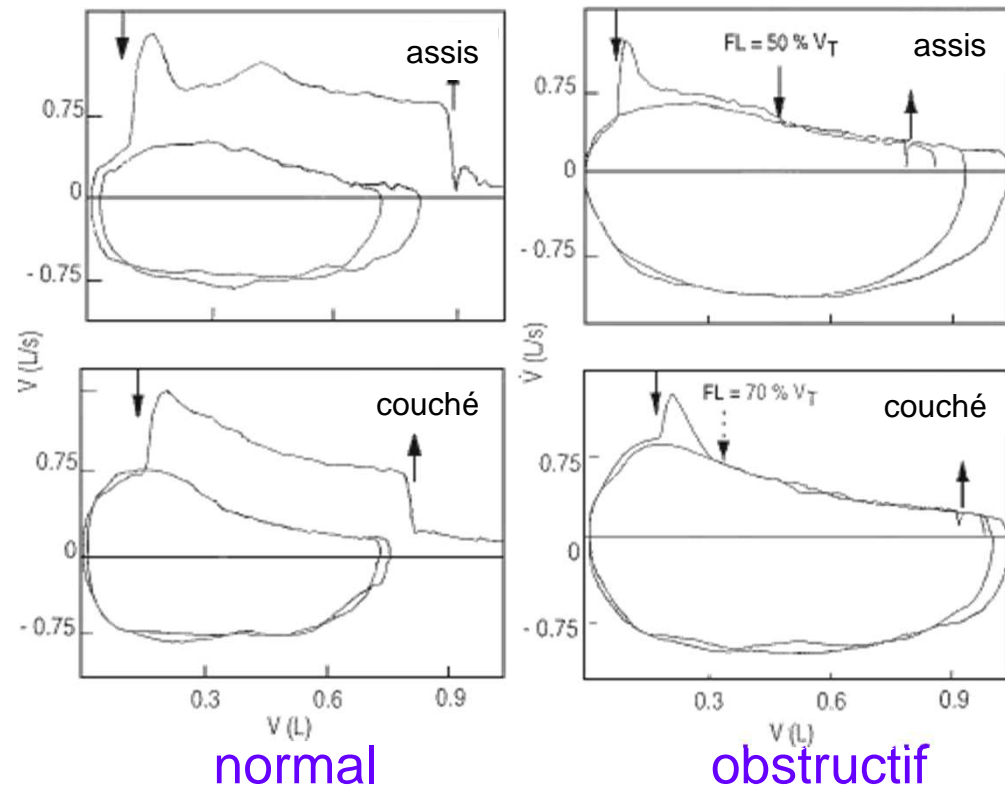 assis
0.75
0
- 0.75
V̇ (L/s)
FL = 50 % V_T
assis
0.75
0
- 0.75
couché
0.75
0
- 0.75
0.3
0.6
0.9
V (L)
normal
V̇ (L/s)
FL = 70 % V_T
couché
0.75
0
- 0.75
0.3
0.6
0.9
V (L)
obstructif